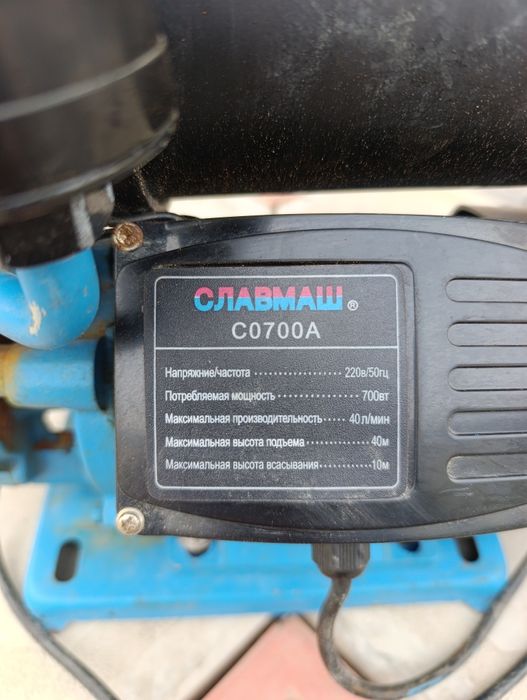 СЛАВМАШ ®
С0700А
Напряжние/частота 220в/50гц
Потребляемая мощность 700вт
Максимальная производительность 40 л/мин
Максимальная высота подъема 40м
Максимальная высота всасывания 10м